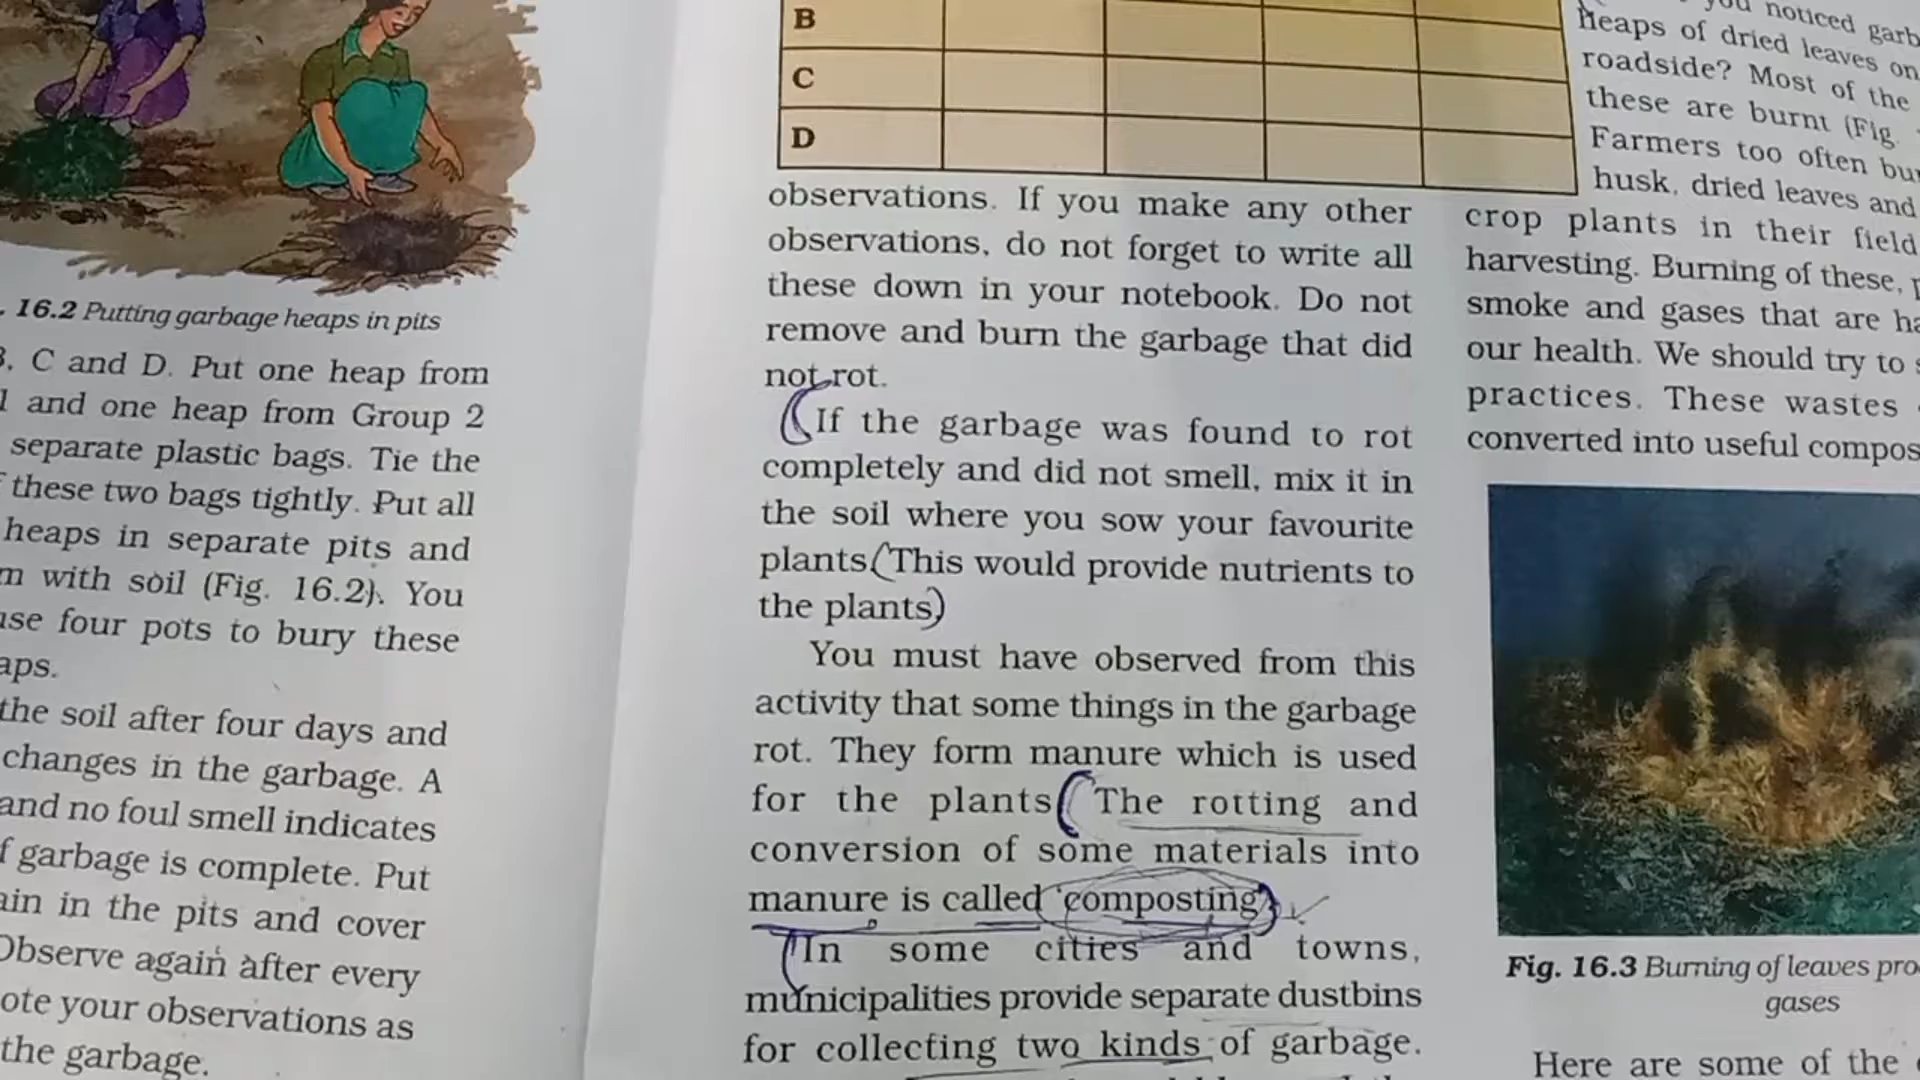 16.2 Putting garbage heaps in pits
C and D. Put one heap from
and one heap from Group 2
separate plastic bags. Tie the
these two bags tightly. Put all
heaps in separate pits and
with soil (Fig. 16.2). You
four pots to bury these
the soil after four days and
changes in the garbage. A
and no foul smell indicates
garbage is complete. Put
in the pits and cover
Observe again after every
your observations as
the garbage.
B
C
D
observations. If you make any other
observations, do not forget to write all
these down in your notebook. Do not
remove and burn the garbage that did
not rot.
If the garbage was found to rot
completely and did not smell, mix it in
the soil where you sow your favourite
plants (This would provide nutrients to
the plants)
You must have observed from this
activity that some things in the garbage
rot. They form manure which is used
for the plants (The rotting and
conversion of some materials into
manure is called 'composting'
In some cities and towns,
municipalities provide separate dustbins
for collecting two kinds of garbage.
you noticed
heaps of dried leaves on
roadside? Most of the
these are burnt (Fig.
Farmers too often
husk, dried leaves and
crop plants in their field
harvesting. Burning of these,
smoke and gases that are
our health. We should try to
practices. These wastes
converted into useful
Fig. 16.3 Burning of leaves
gases
Here are some of the